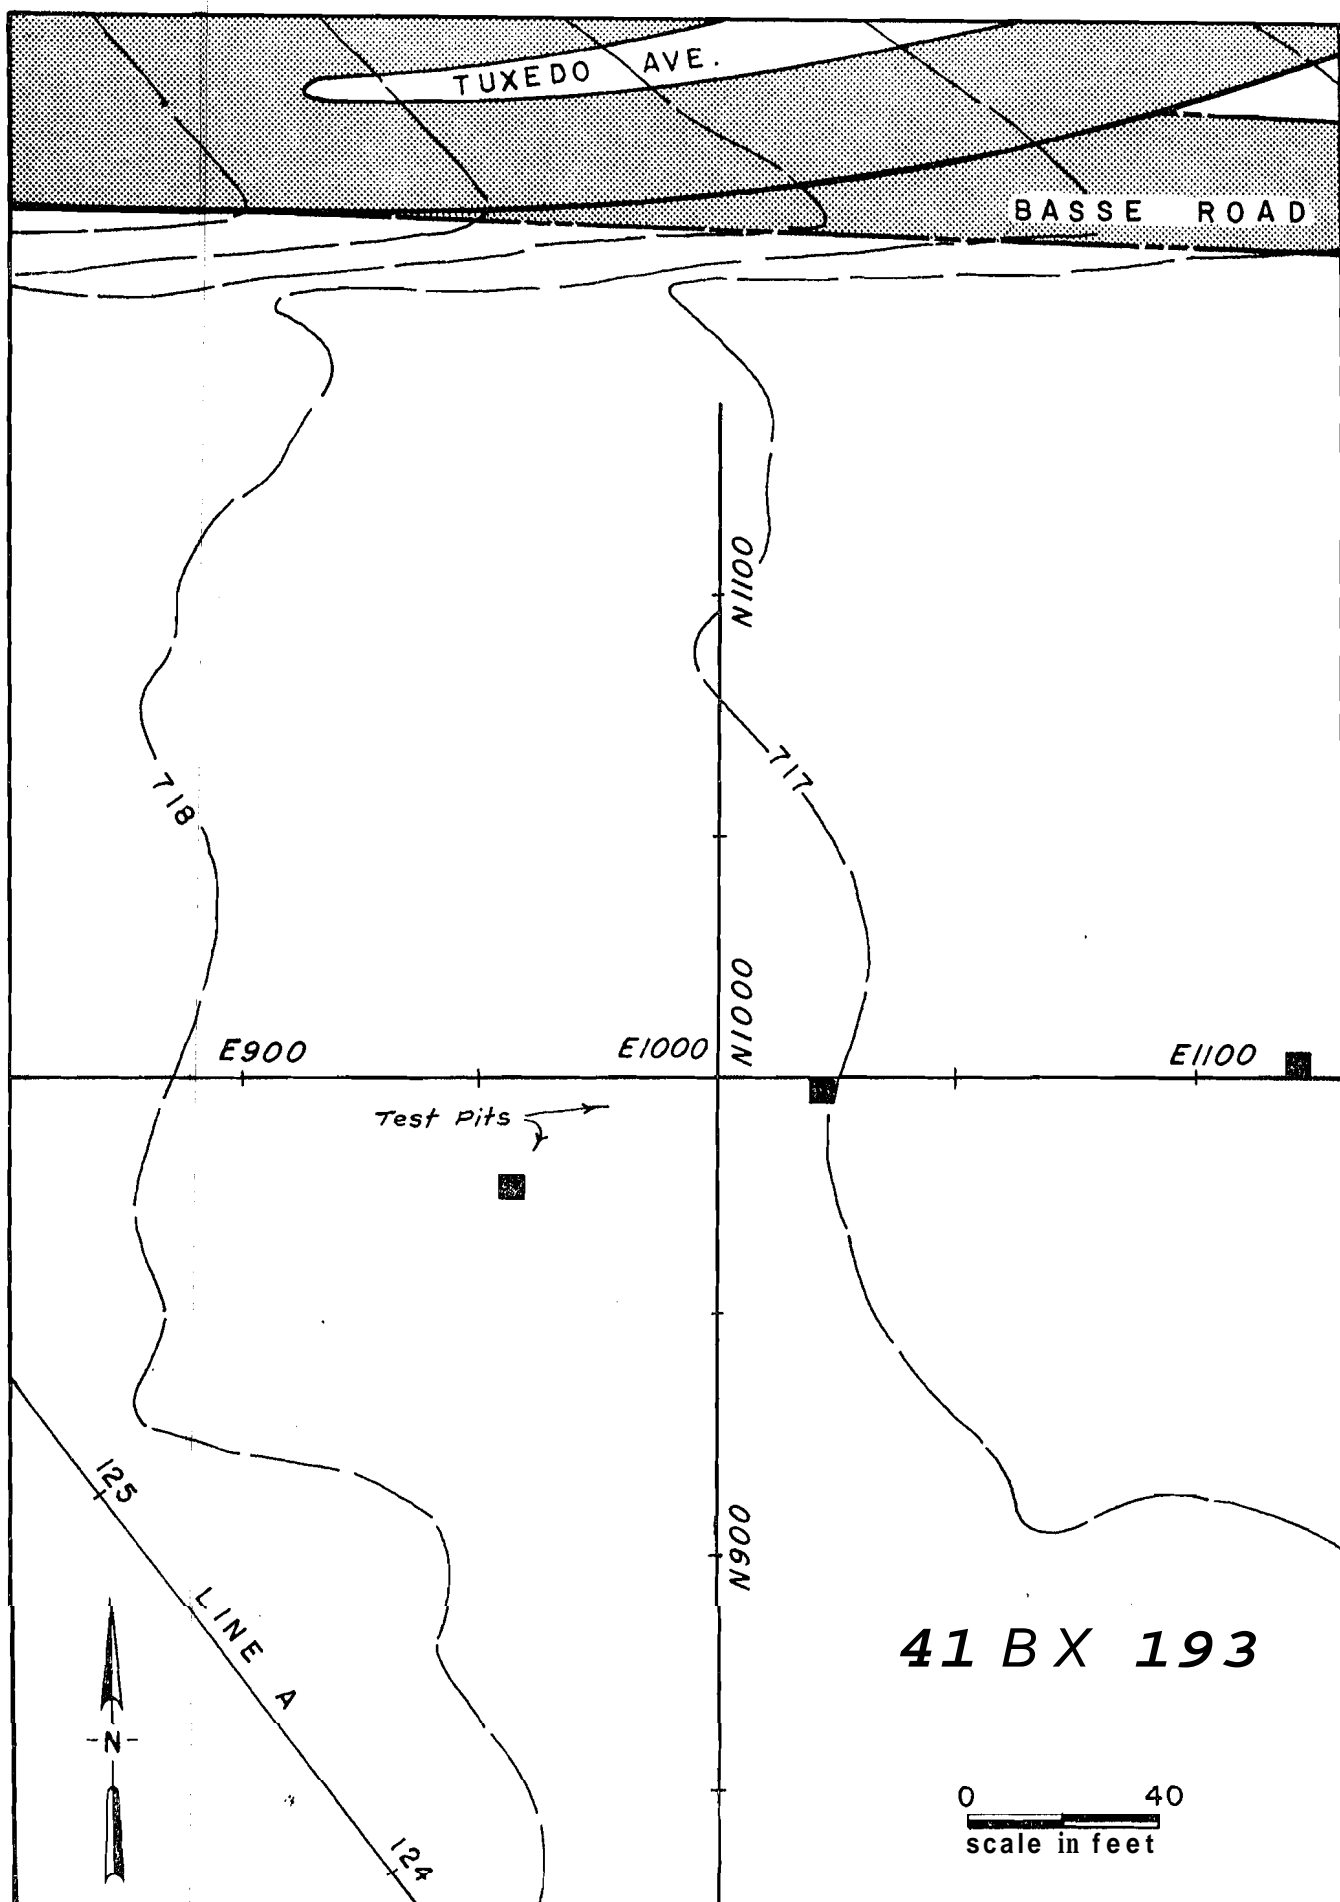 TUXEDO AVE.
BASSE ROAD
N1100
717
718
N1000
E900
E1000
E1100
Test Pits
125
N900
LINE A
41 BX 193
N
0 40
scale in feet
124